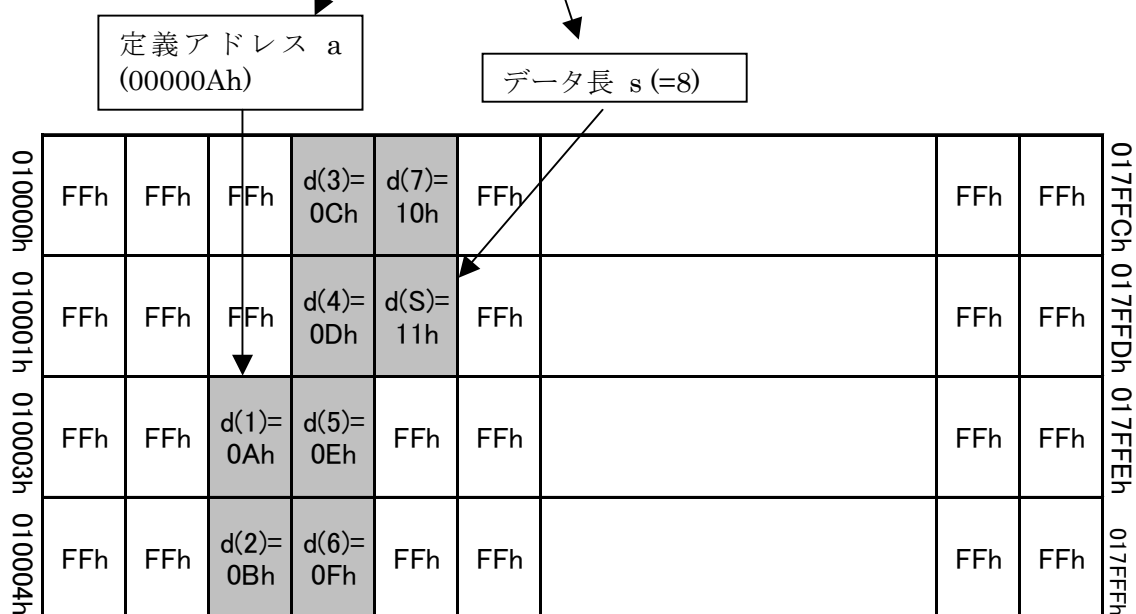 定義アドレス a
(00000Ah)
データ長 s (=8)
010000h
FFh FFh FFh d(3)= d(7)= FFh FFh FFh
0Ch 10h
017FFCh
010001h
FFh FFh FFh d(4)= d(S)= FFh FFh FFh
0Dh 11h
017FFDh
010003h
FFh FFh d(1)= d(5)= FFh FFh FFh FFh
0Ah 0Eh
017FFEh
010004h
FFh FFh d(2)= d(6)= FFh FFh FFh FFh
0Bh 0Fh
017FFFh